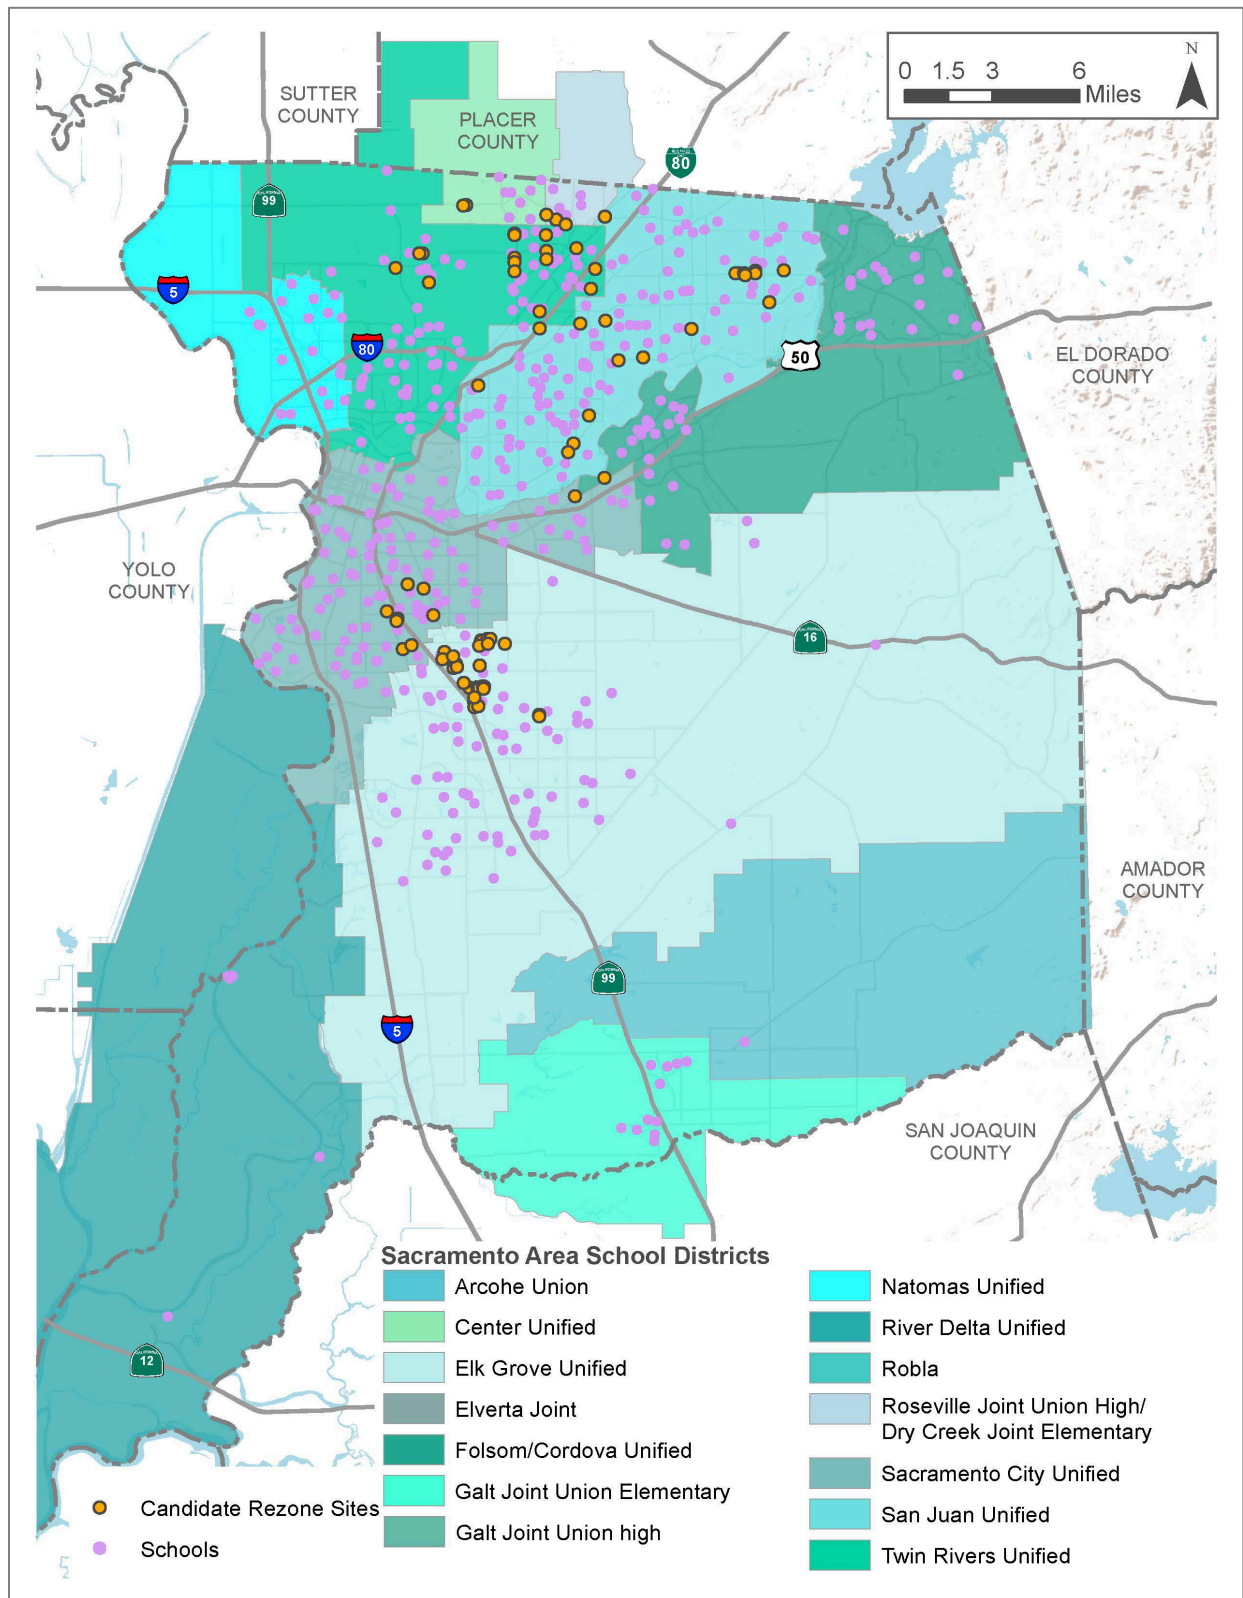 0 1.5 3 6
Miles
N
SUTTER
COUNTY
PLACER
COUNTY
80
CALIFORNIA
99
5
80
50
EL DORADO
COUNTY
YOLO
COUNTY
CALIFORNIA
16
AMADOR
COUNTY
CALIFORNIA
99
5
SAN JOAQUIN
COUNTY
CALIFORNIA
12
Sacramento Area School Districts
Arcohe Union
Center Unified
Elk Grove Unified
Elverta Joint
Folsom/Cordova Unified
Galt Joint Union Elementary
Galt Joint Union high
Natomas Unified
River Delta Unified
Robla
Roseville Joint Union High/
Dry Creek Joint Elementary
Sacramento City Unified
San Juan Unified
Twin Rivers Unified
Candidate Rezone Sites
Schools